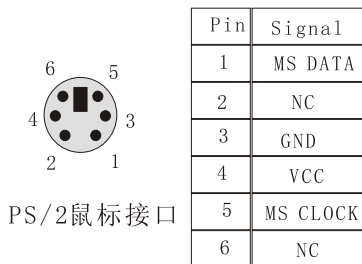 6 5
4 3
2 1
PS/2鼠标接口
Pin Signal
1 MS DATA
2 NC
3 GND
4 VCC
5 MS CLOCK
6 NC